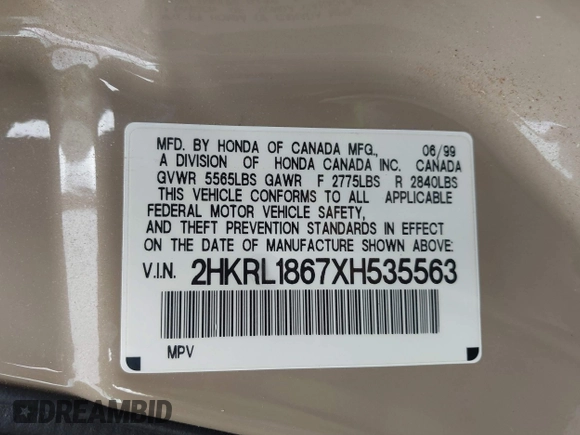 MFD. BY HONDA OF CANADA MFG., 06/99
A DIVISION OF HONDA CANADA INC. CANADA
GVWR 5565LBS GAWR F 2775LBS R 2840LBS
THIS VEHICLE CONFORMS TO ALL APPLICABLE
FEDERAL MOTOR VEHICLE SAFETY,
AND THEFT PREVENTION STANDARDS IN EFFECT
ON THE DATE OF MANUFACTURE SHOWN ABOVE:
V.I.N. 2HKRL1867XH535563
MPV
DREAMBID